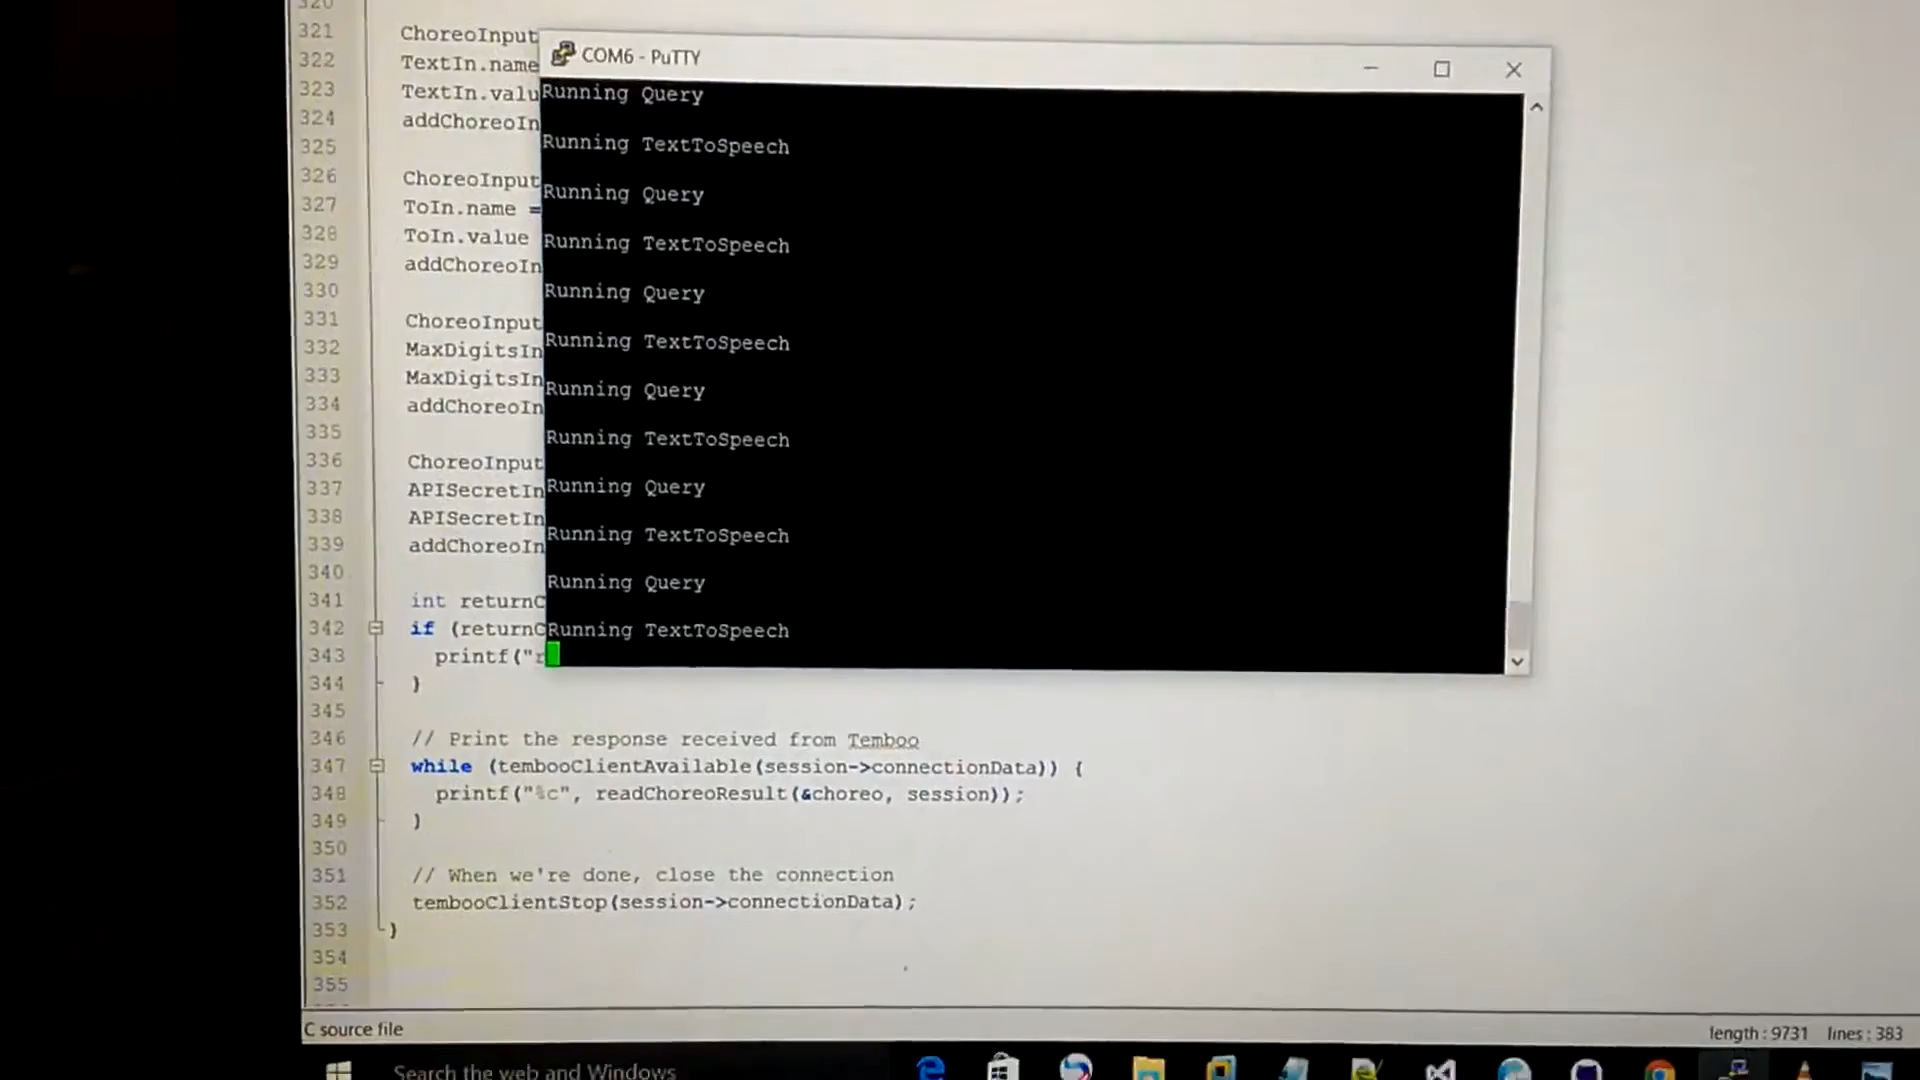 320
321 ChoreoInput
322 TextIn.name
323 TextIn.valu
324 addChoreoIn
325
326 ChoreoInput
327 ToIn.name =
328 ToIn.value
329 addChoreoIn
330
331 ChoreoInput
332 MaxDigitsIn
333 MaxDigitsIn
334 addChoreoIn
335
336 ChoreoInput
337 APISecretIn
338 APISecretIn
339 addChoreoIn
340
341 int returnC
342 if (returnC
343 printf("r
344 }
345
346 // Print the response received from Temboo
347 while (tembooClientAvailable(session->connectionData)) {
348 printf("%c", readChoreoResult(&choreo, session));
349 }
350
351 // When we're done, close the connection
352 tembooClientStop(session->connectionData);
353 }
354
355
COM6 - PuTTY
Running Query
Running TextToSpeech
Running Query
Running TextToSpeech
Running Query
Running TextToSpeech
Running Query
Running TextToSpeech
Running Query
Running TextToSpeech
Running Query
Running TextToSpeech
C source file
length : 9731 lines : 383
Search the web and Windows